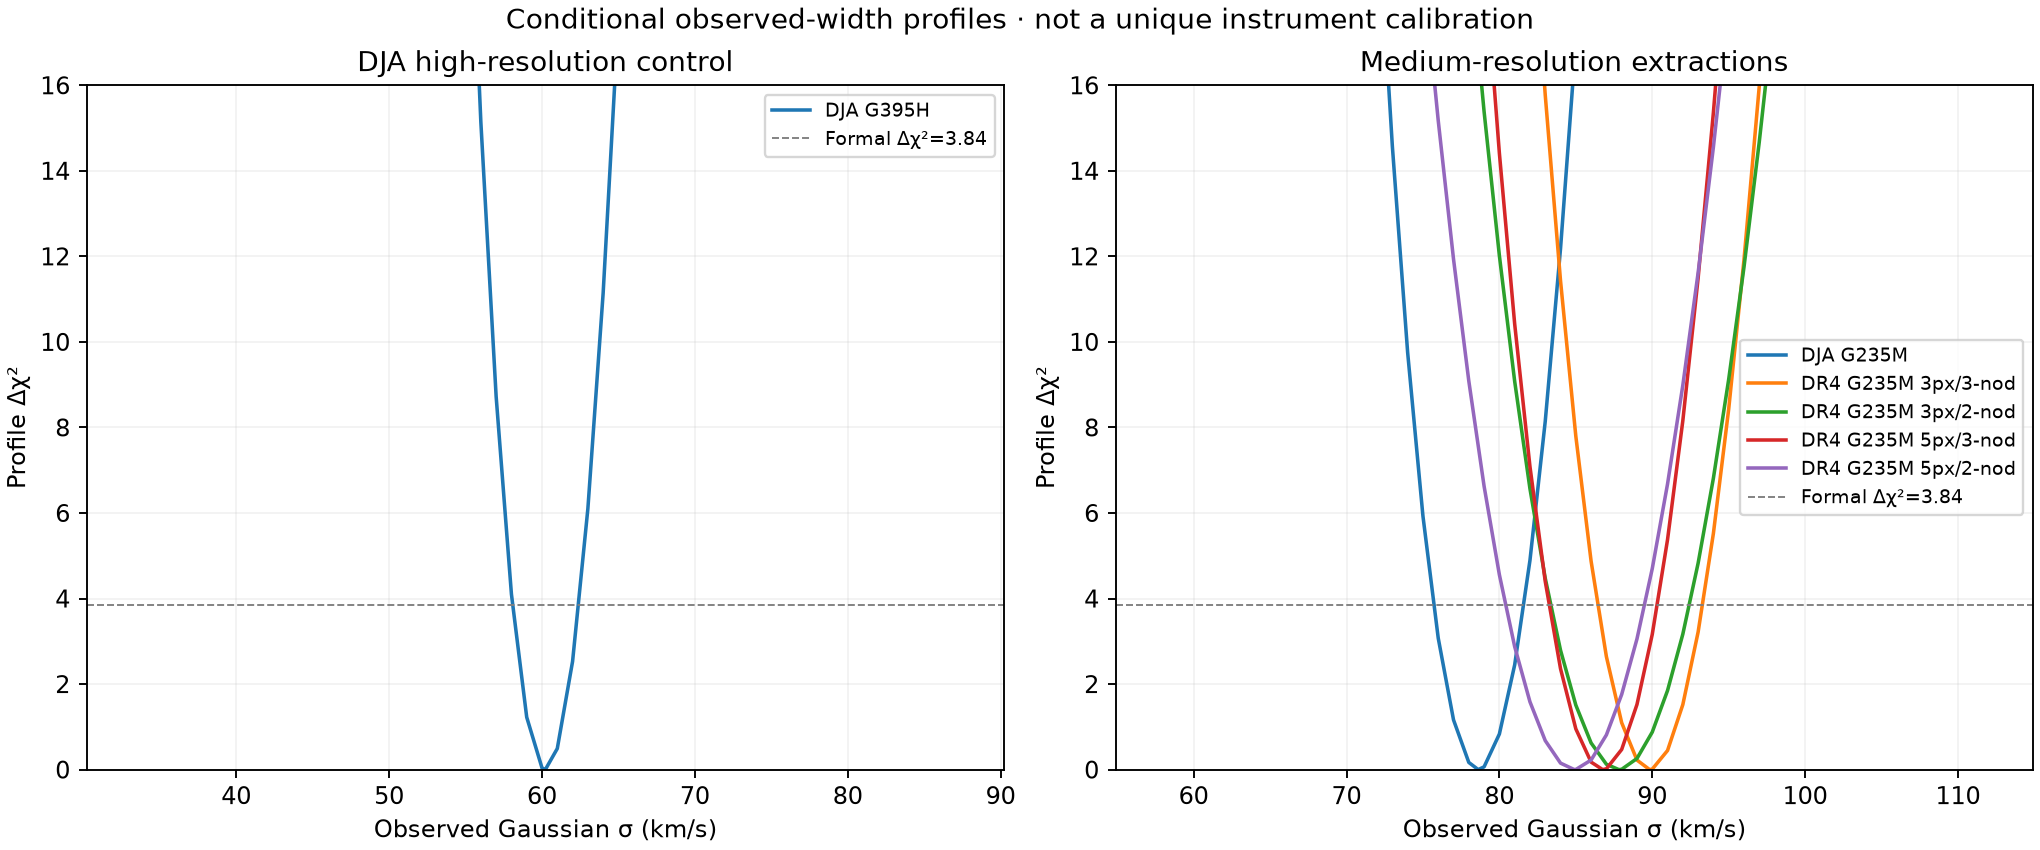 Conditional observed-width profiles · not a unique instrument calibration
DJA high-resolution control
Profile Δχ²
16
14
12
10
8
6
4
2
0
DJA G395H
Formal Δχ²=3.84
40 50 60 70 80 90
Observed Gaussian σ (km/s)
Medium-resolution extractions
Profile Δχ²
16
14
12
10
8
6
4
2
0
DJA G235M
DR4 G235M 3px/3-nod
DR4 G235M 3px/2-nod
DR4 G235M 5px/3-nod
DR4 G235M 5px/2-nod
Formal Δχ²=3.84
60 70 80 90 100 110
Observed Gaussian σ (km/s)